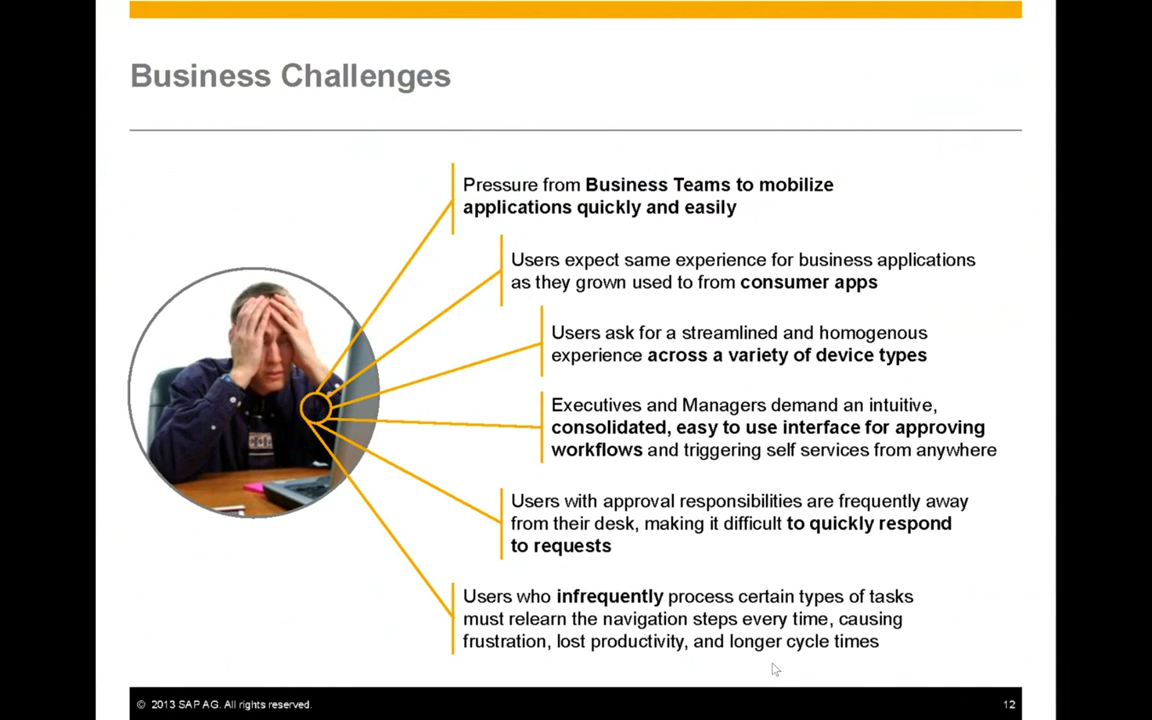 Business Challenges
Pressure from Business Teams to mobilize
applications quickly and easily
Users expect same experience for business applications
as they grown used to from consumer apps
Users ask for a streamlined and homogenous
experience across a variety of device types
Executives and Managers demand an intuitive,
consolidated, easy to use interface for approving
workflows and triggering self services from anywhere
Users with approval responsibilities are frequently away
from their desk, making it difficult to quickly respond
to requests
Users who infrequently process certain types of tasks
must relearn the navigation steps every time, causing
frustration, lost productivity, and longer cycle times
© 2013 SAP AG. All rights reserved. 12